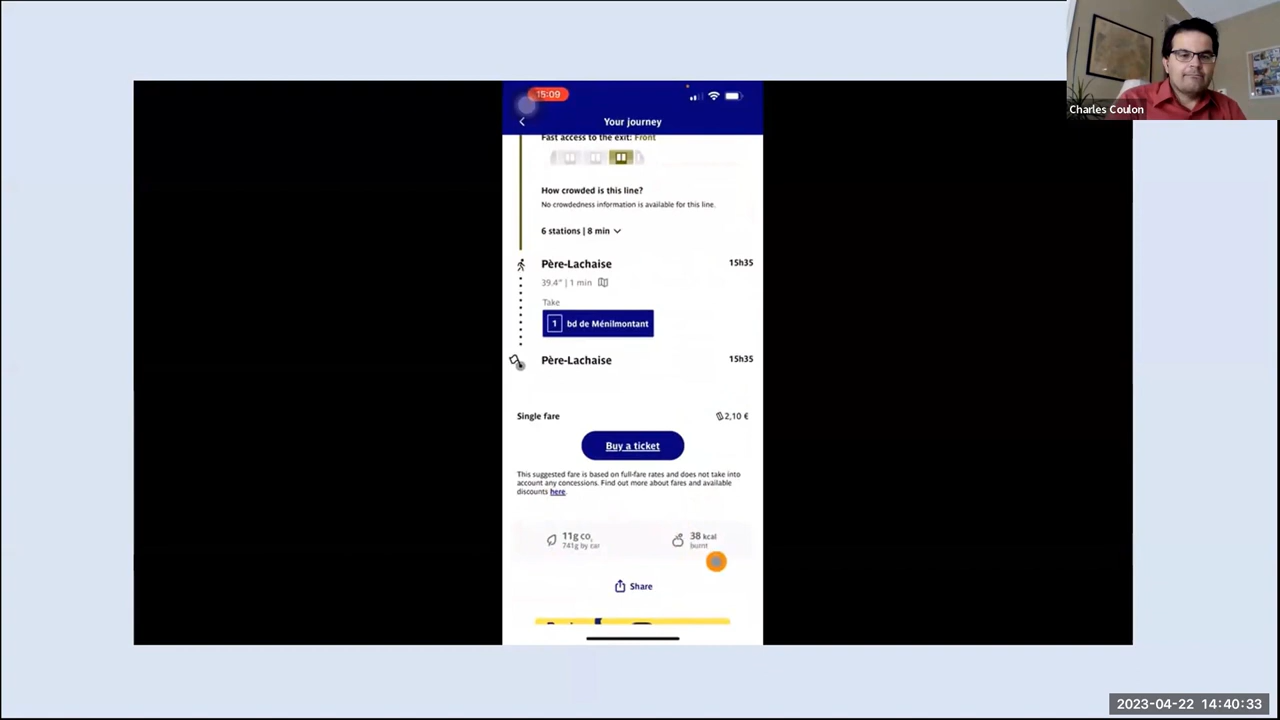 Charles Coulon
15:09
Your journey
Fast access to the exit: Front
How crowded is this line?
No crowdedness information is available for this line.
6 stations | 8 min
Père-Lachaise 15h35
39.4" | 1 min
Take
1 bd de Ménilmontant
Père-Lachaise 15h35
Single fare 2,10 €
Buy a ticket
This suggested fare is based on full-fare rates and does not take into
account any concessions. Find out more about fares and available
discounts here.
11g co2 38 kcal
741g by car burnt
Share
2023-04-22 14:40:33